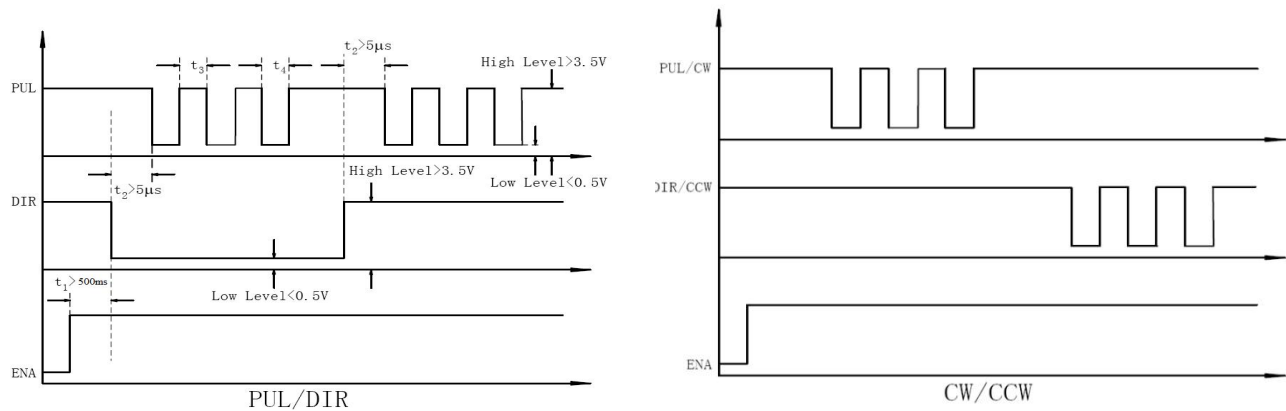 t2>5μs
t3
t4
High Level>3.5V
PUL
t2>5μs
High Level>3.5V
Low Level<0.5V
DIR
t1>500ms
Low Level<0.5V
ENA
PUL/DIR
PUL/CW
DIR/CCW
ENA
CW/CCW